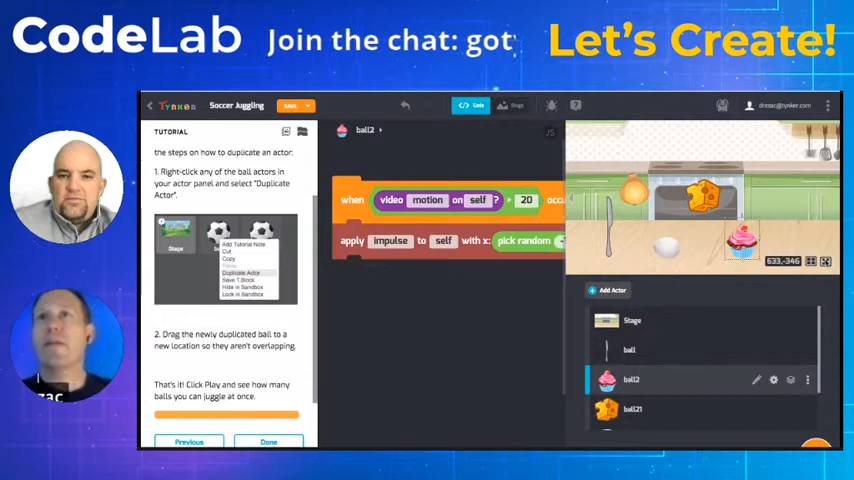 CodeLab
Join the chat: got
Let's Create!
TYnkeR
Soccer Juggling
SAVE
</> Code
Stage
drezac@tynker.com
TUTORIAL
the steps on how to duplicate an actor:
1. Right-click any of the ball actors in
your actor panel and select "Duplicate
Actor".
Stage
Add Tutorial Note
Cut
Copy
Duplicate Actor
Save T.Block
Hide in Sandbox
Lock in Sandbox
2. Drag the newly duplicated ball to a
new location so they aren't overlapping.
That's it! Click Play and see how many
balls you can juggle at once.
Previous
Done
ball2
JS
when video motion on self ? > 20 occu
apply impulse to self with x: pick random
633,-346
Add Actor
Stage
ball
ball2
ball21
zac